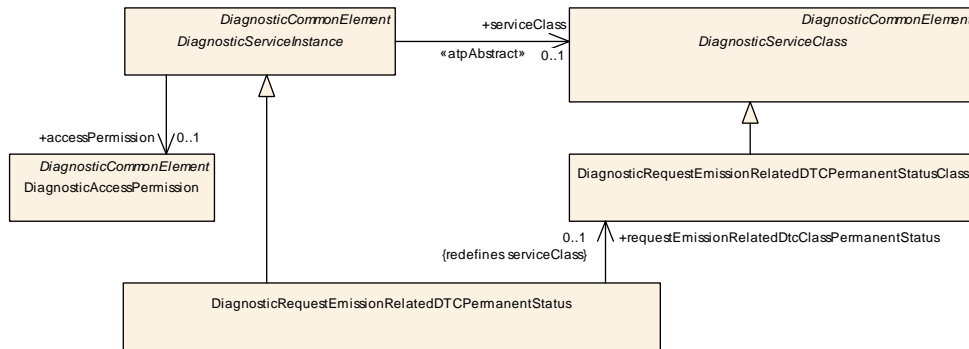 DiagnosticCommonElement
DiagnosticServiceInstance
+serviceClass
«atpAbstract»
0..1
DiagnosticCommonElement
DiagnosticServiceClass
+accessPermission
0..1
DiagnosticCommonElement
DiagnosticAccessPermission
DiagnosticRequestEmissionRelatedDTCPermanentStatusClass
0..1
+requestEmissionRelatedDtcClassPermanentStatus
{redefines serviceClass}
DiagnosticRequestEmissionRelatedDTCPermanentStatus